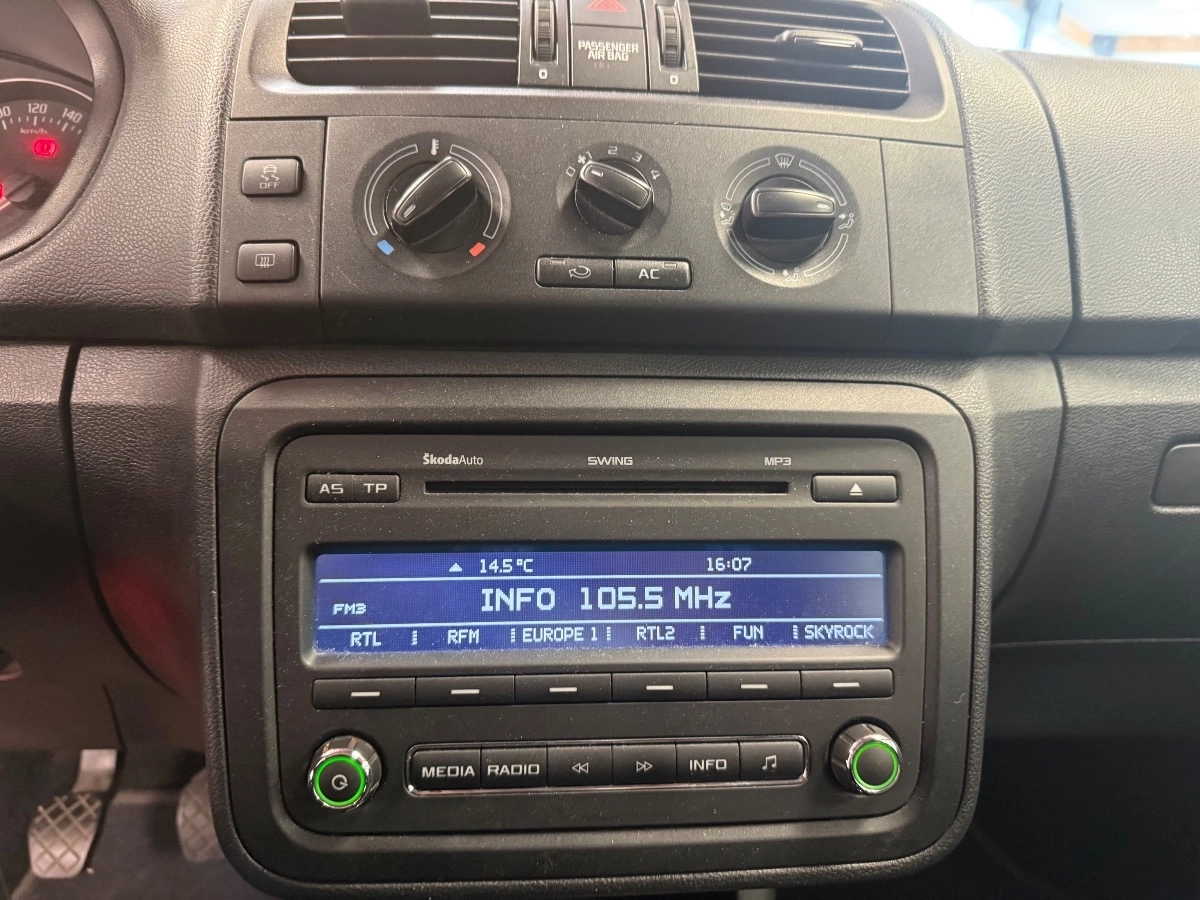 120 140
km/h
PASSENGER
AIR BAG
0 0
OFF
0 2 3 4
AC
ŠkodaAuto SWING MP3
AS TP
14.5°C 16:07
FM3 INFO 105.5 MHz
RTL RFM EUROPE 1 RTL2 FUN SKYROCK
MEDIA RADIO INFO